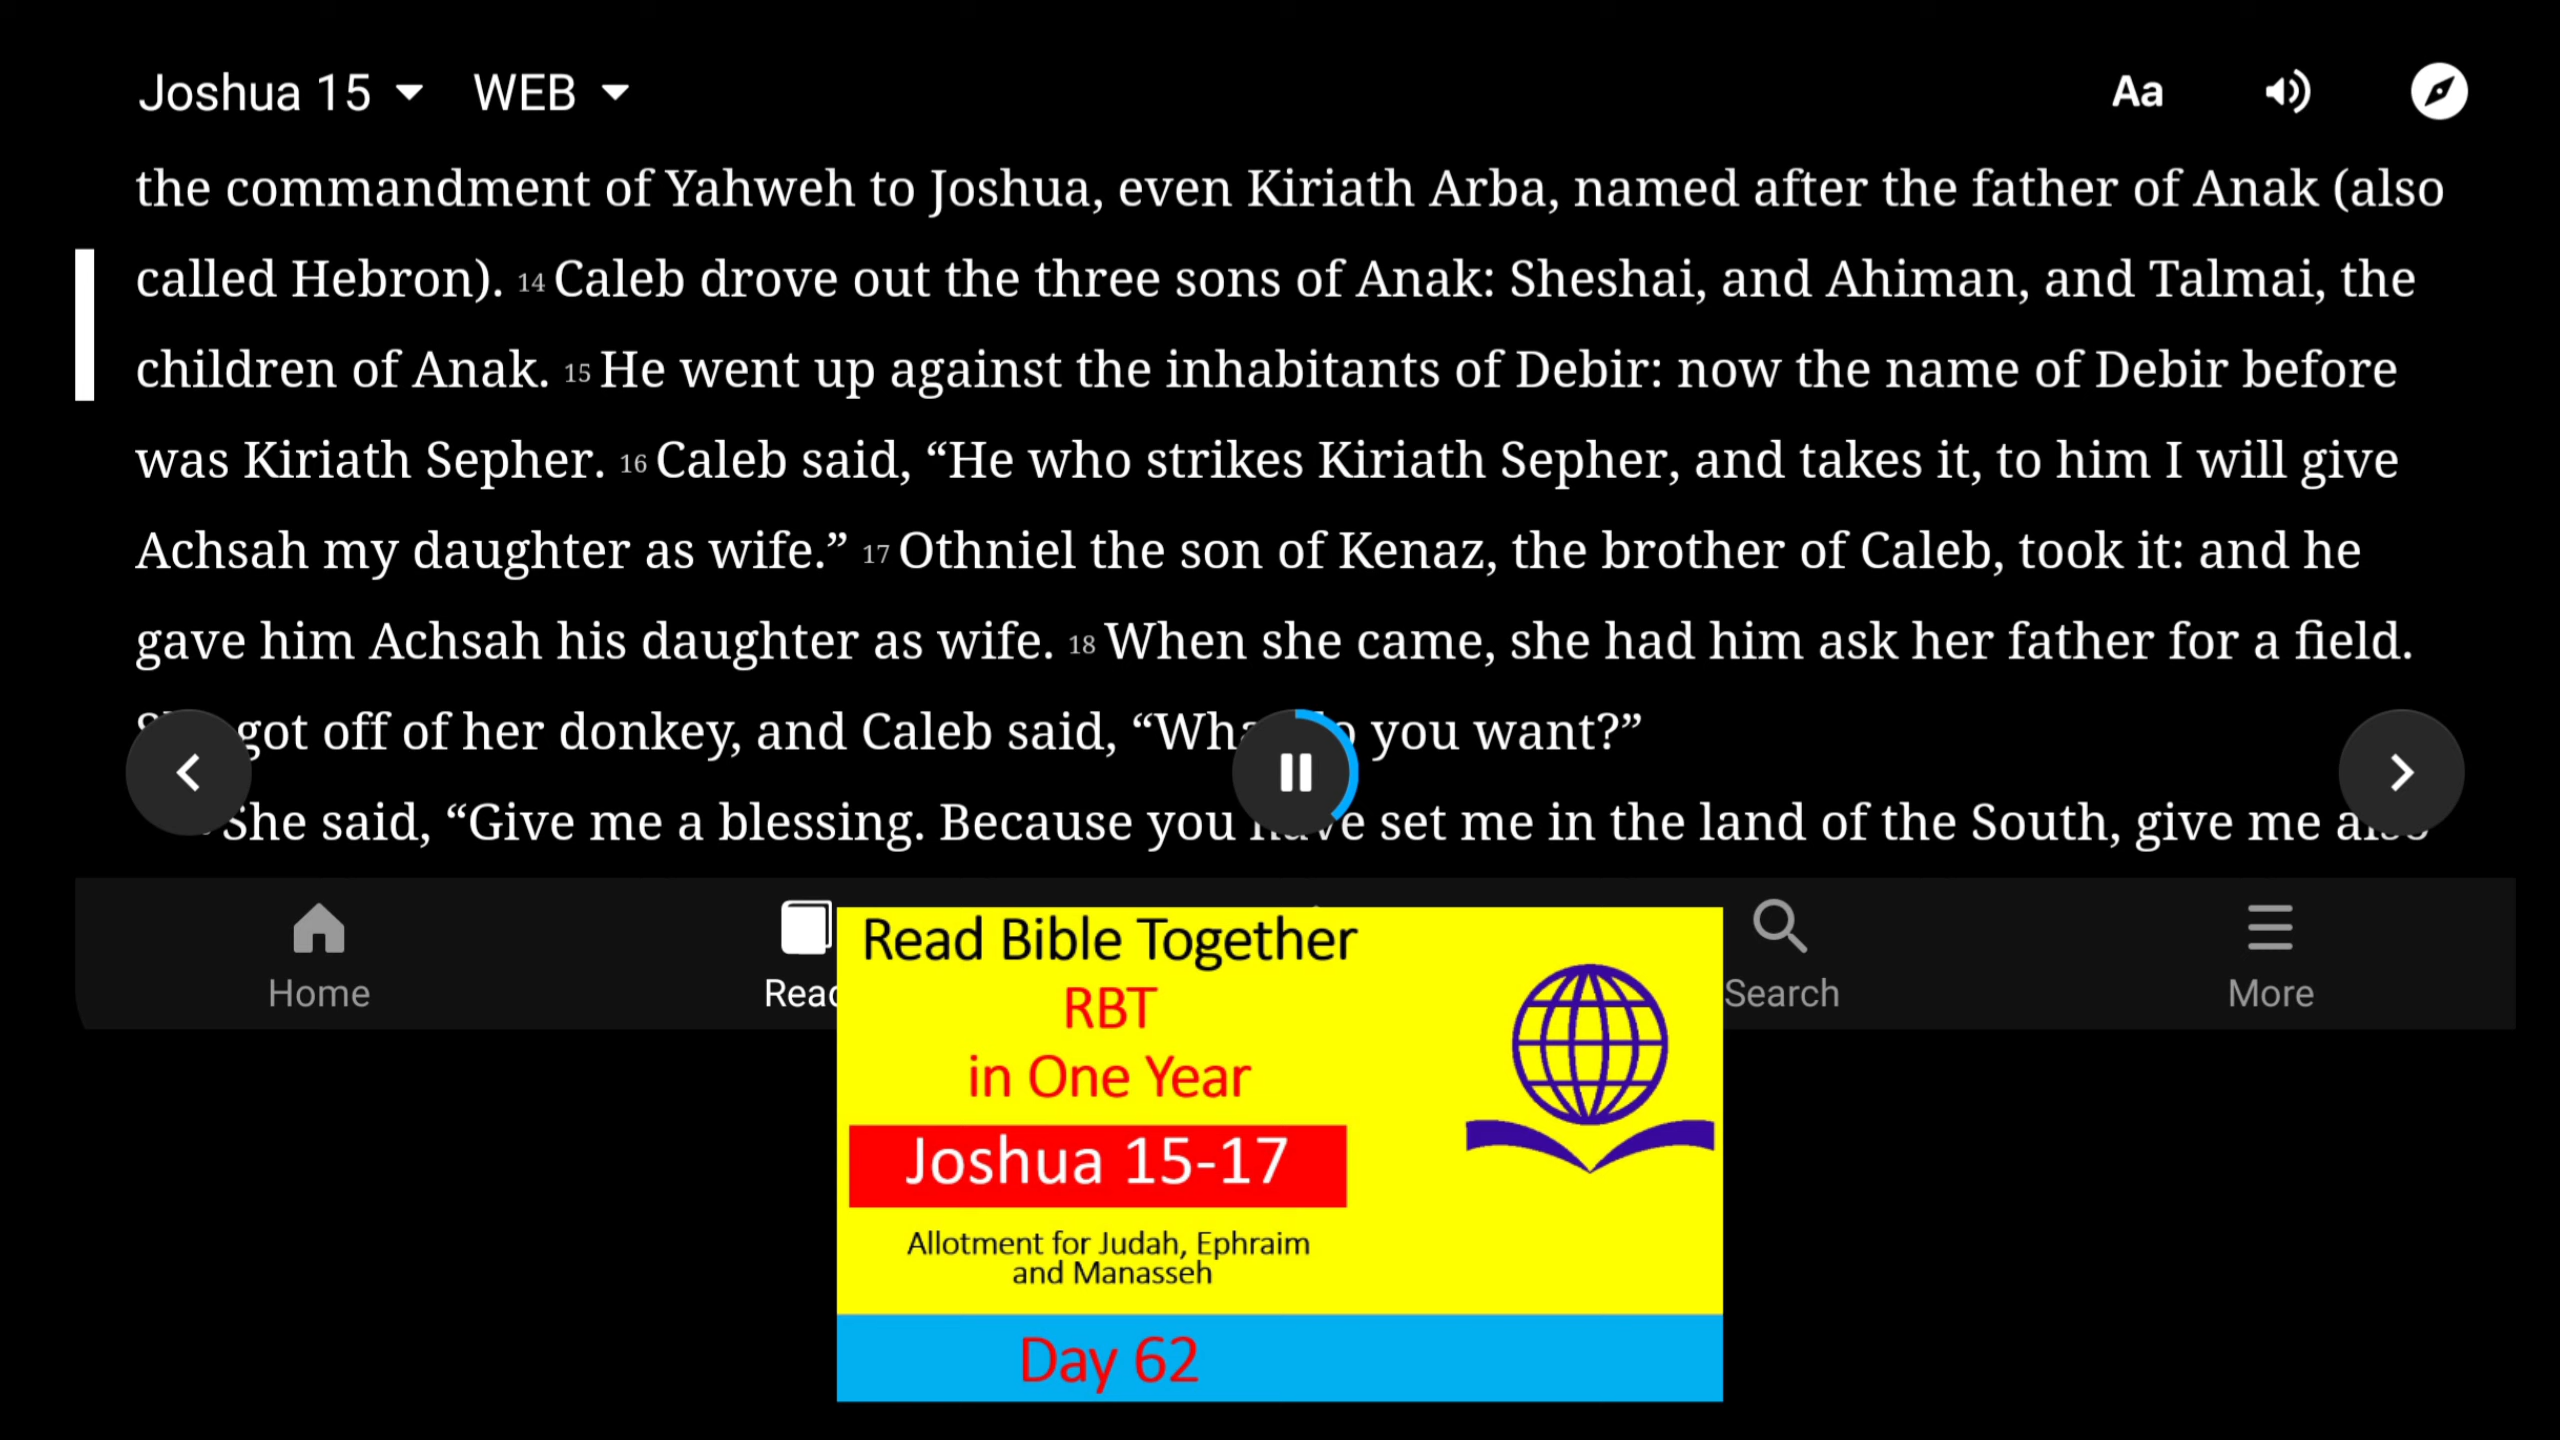 Joshua 15 WEB Aa
the commandment of Yahweh to Joshua, even Kiriath Arba, named after the father of Anak (also
called Hebron). 14 Caleb drove out the three sons of Anak: Sheshai, and Ahiman, and Talmai, the
children of Anak. 15 He went up against the inhabitants of Debir: now the name of Debir before
was Kiriath Sepher. 16 Caleb said, “He who strikes Kiriath Sepher, and takes it, to him I will give
Achsah my daughter as wife.” 17 Othniel the son of Kenaz, the brother of Caleb, took it: and he
gave him Achsah his daughter as wife. 18 When she came, she had him ask her father for a field.
got off of her donkey, and Caleb said, “What you want?”
She said, “Give me a blessing. Because you have set me in the land of the South, give me also
Home
Read
Search
More
Read Bible Together
RBT
in One Year
Joshua 15-17
Allotment for Judah, Ephraim
and Manasseh
Day 62